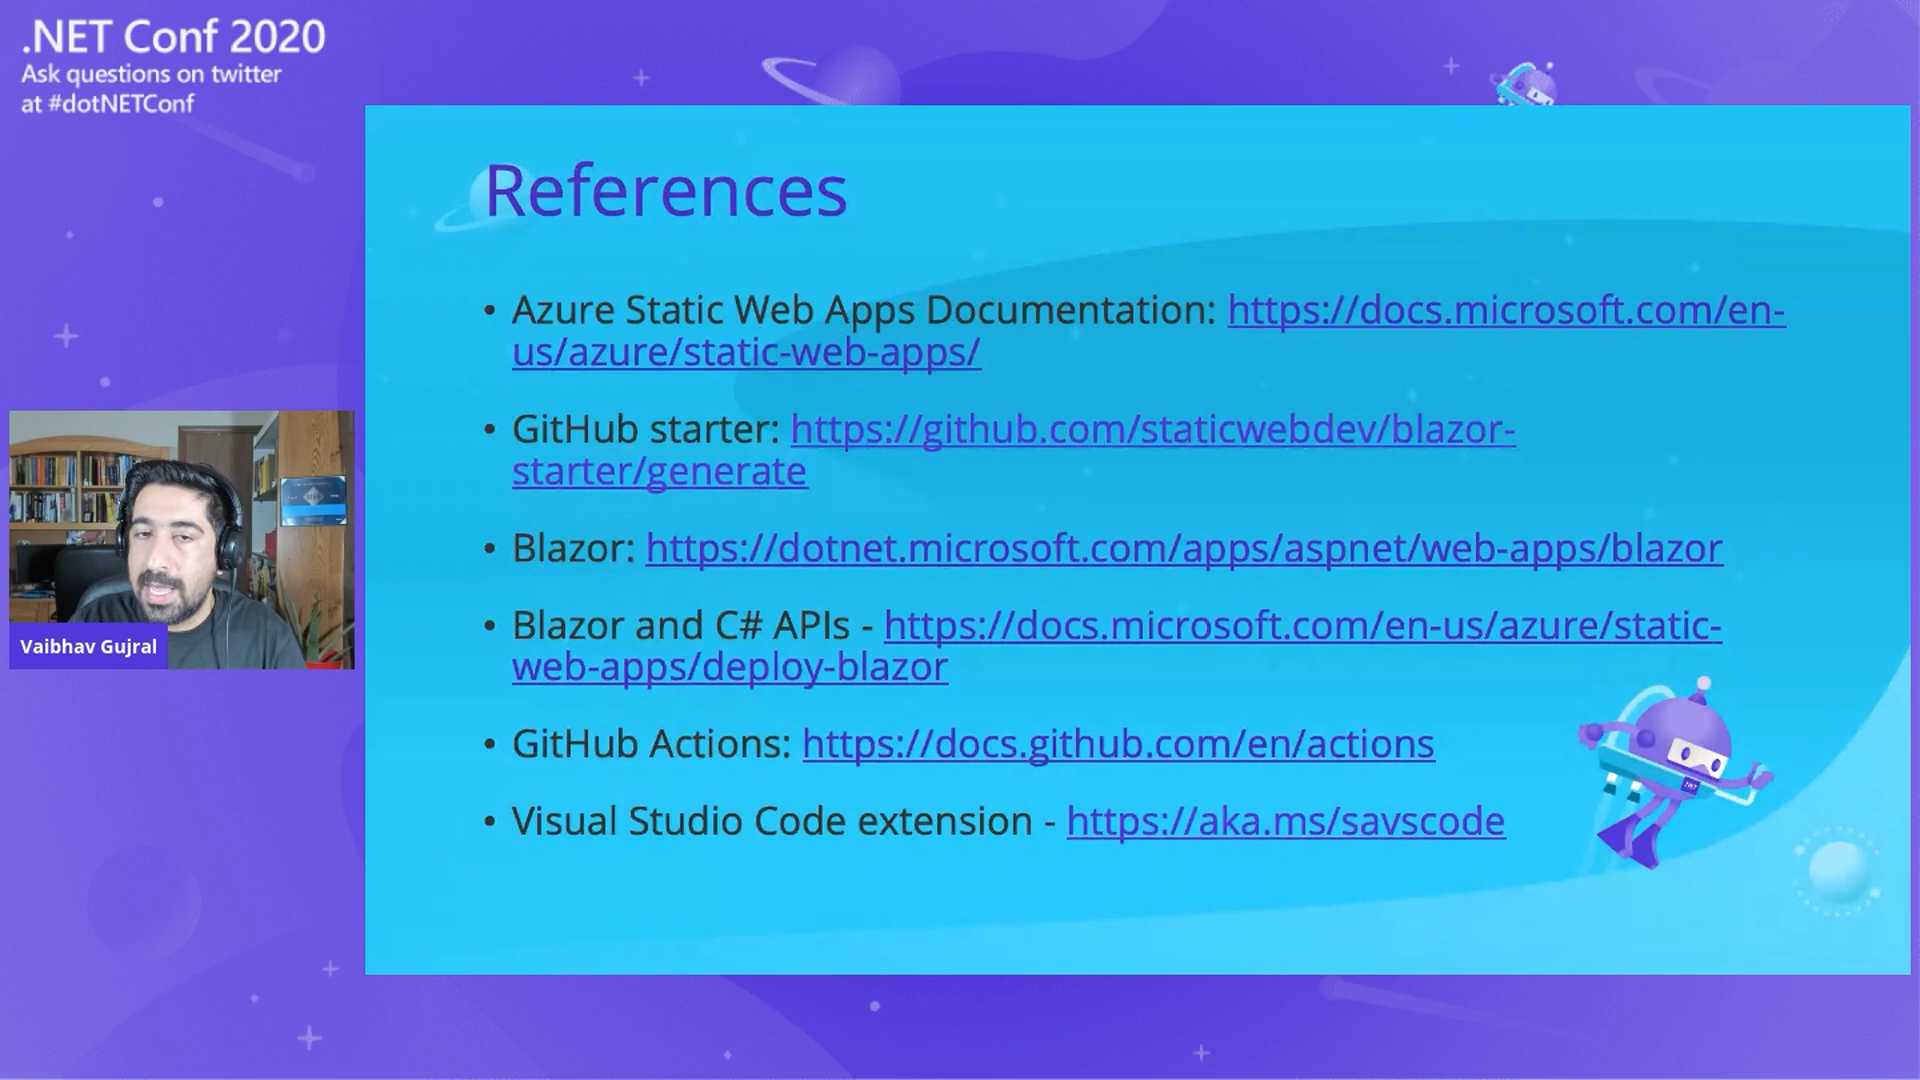 .NET Conf 2020
Ask questions on twitter
at #dotNETConf
References
• Azure Static Web Apps Documentation: https://docs.microsoft.com/en-
us/azure/static-web-apps/
• GitHub starter: https://github.com/staticwebdev/blazor-
starter/generate
• Blazor: https://dotnet.microsoft.com/apps/aspnet/web-apps/blazor
• Blazor and C# APIs - https://docs.microsoft.com/en-us/azure/static-
web-apps/deploy-blazor
• GitHub Actions: https://docs.github.com/en/actions
• Visual Studio Code extension - https://aka.ms/savscode
Vaibhav Gujral